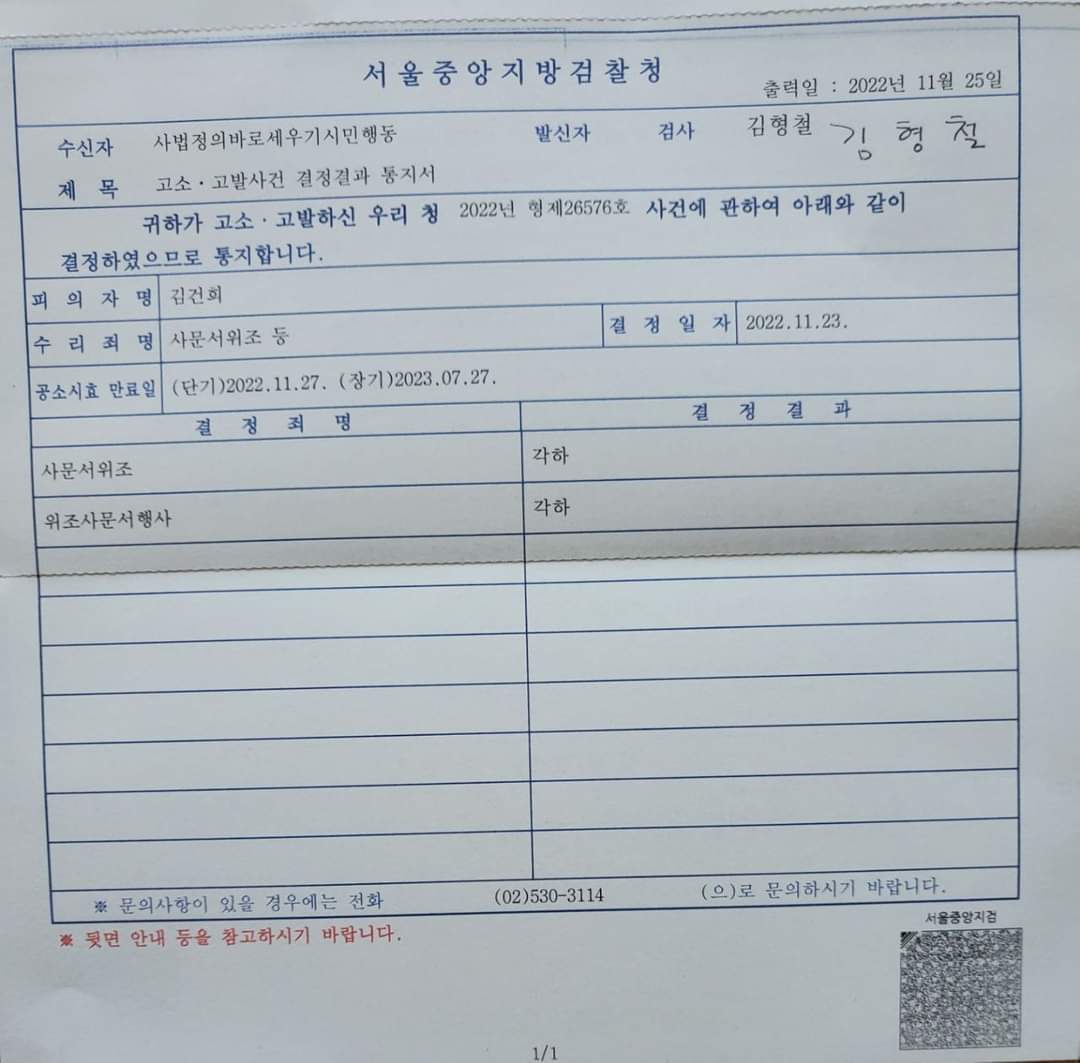 서울중앙지방검찰청
출력일 : 2022년 11월 25일
수신자 사법정의바로세우기시민행동 발신자 검사 김형철 김형철
제 목 고소·고발사건 결정결과 통지서
귀하가 고소·고발하신 우리 청 2022년 형제26576호 사건에 관하여 아래와 같이
결정하였으므로 통지합니다.
피 의 자 명 김건희
수 리 죄 명 사문서위조 등 결 정 일 자 2022.11.23.
공소시효 만료일 (단기)2022.11.27. (장기)2023.07.27.
결 정 죄 명 결 정 결 과
사문서위조 각하
위조사문서행사 각하
※ 문의사항이 있을 경우에는 전화 (02)530-3114 (으)로 문의하시기 바랍니다.
※ 뒷면 안내 등을 참고하시기 바랍니다.
서울중앙지검
1/1